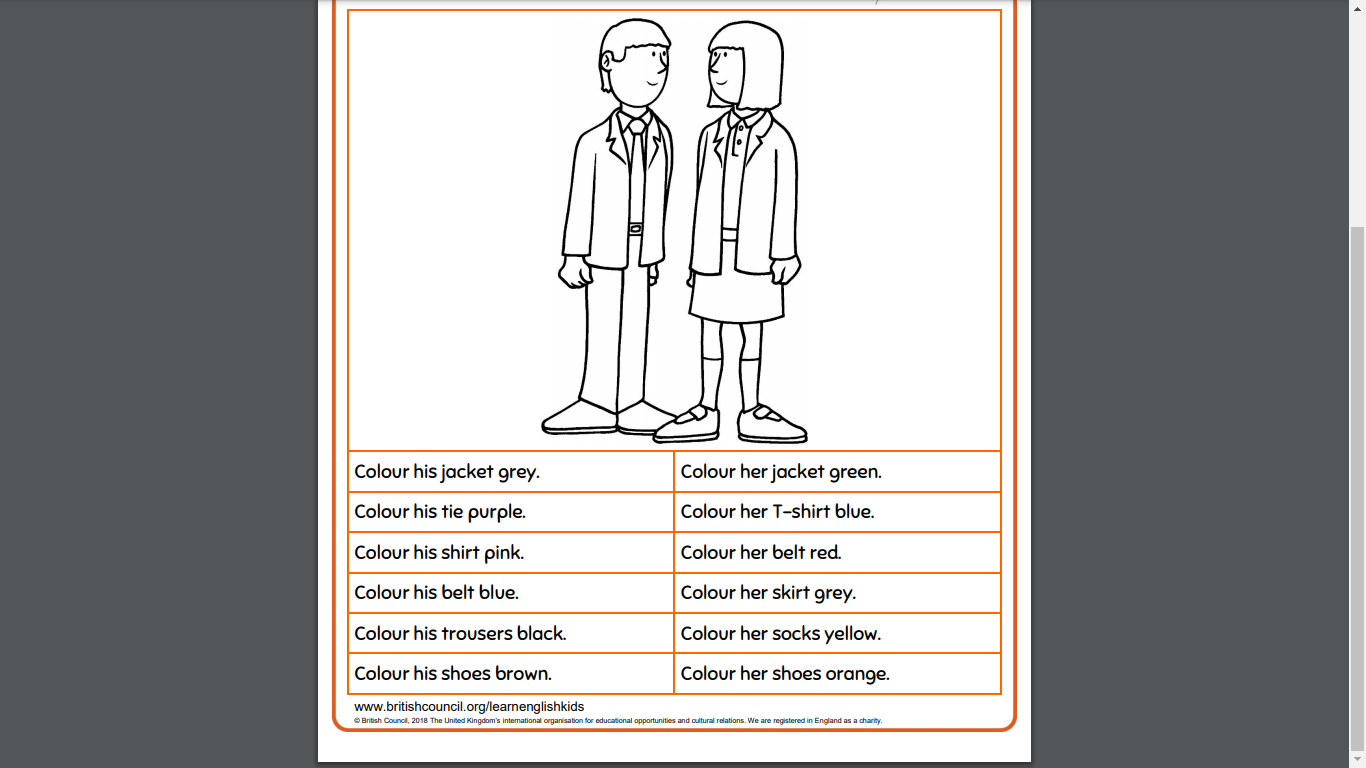 Colour his jacket grey.
Colour her jacket green.
Colour his tie purple.
Colour her T-shirt blue.
Colour his shirt pink.
Colour her belt red.
Colour his belt blue.
Colour her skirt grey.
Colour his trousers black.
Colour her socks yellow.
Colour his shoes brown.
Colour her shoes orange.
www.britishcouncil.org/learnenglishkids
© British Council, 2018 The United Kingdom's international organisation for educational opportunities and cultural relations. We are registered in England as a charity.